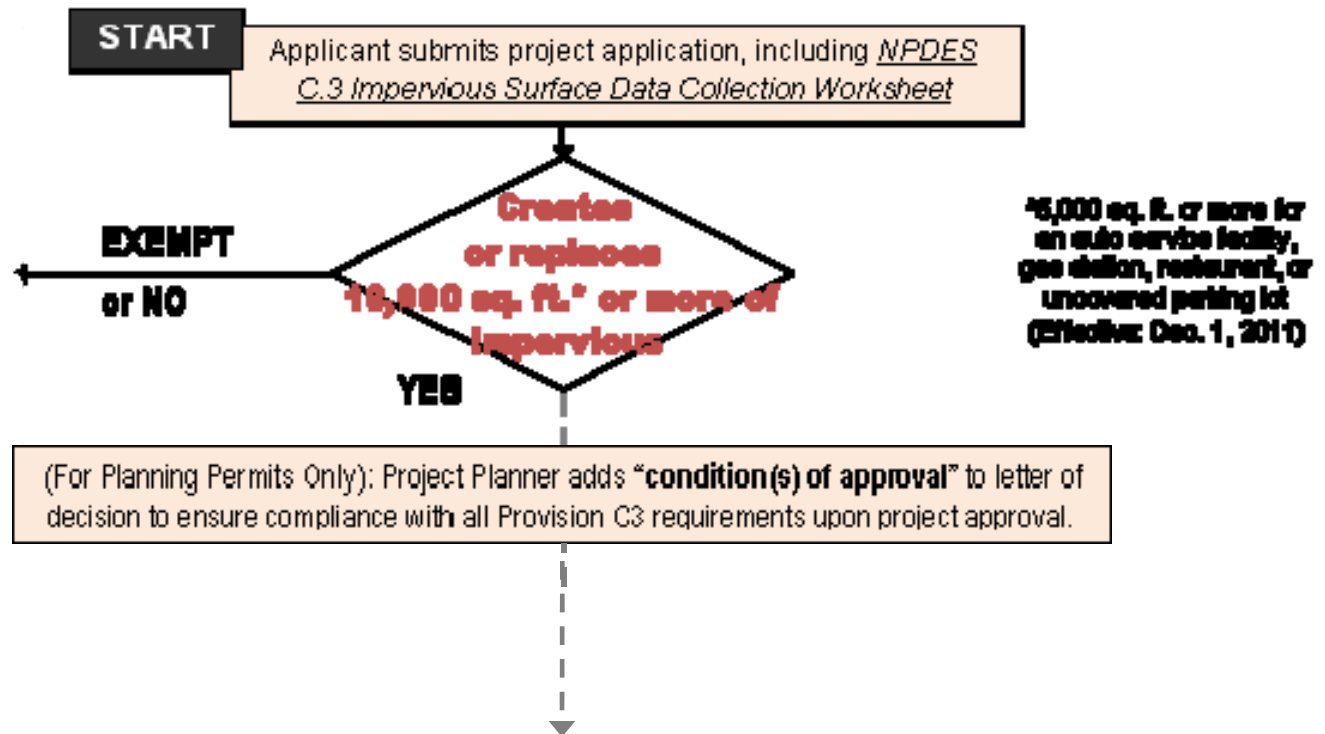 START
Applicant submits project application, including NPDES
C.3 Impervious Surface Data Collection Worksheet
Creates
or replaces
10,000 sq. ft.* or more of
impervious
EXEMPT
or NO
YES
*5,000 sq. ft. or more for
an auto service facility,
gas station, restaurant, or
uncovered parking lot
(Effective: Dec. 1, 2011)
(For Planning Permits Only): Project Planner adds “condition(s) of approval” to letter of
decision to ensure compliance with all Provision C3 requirements upon project approval.